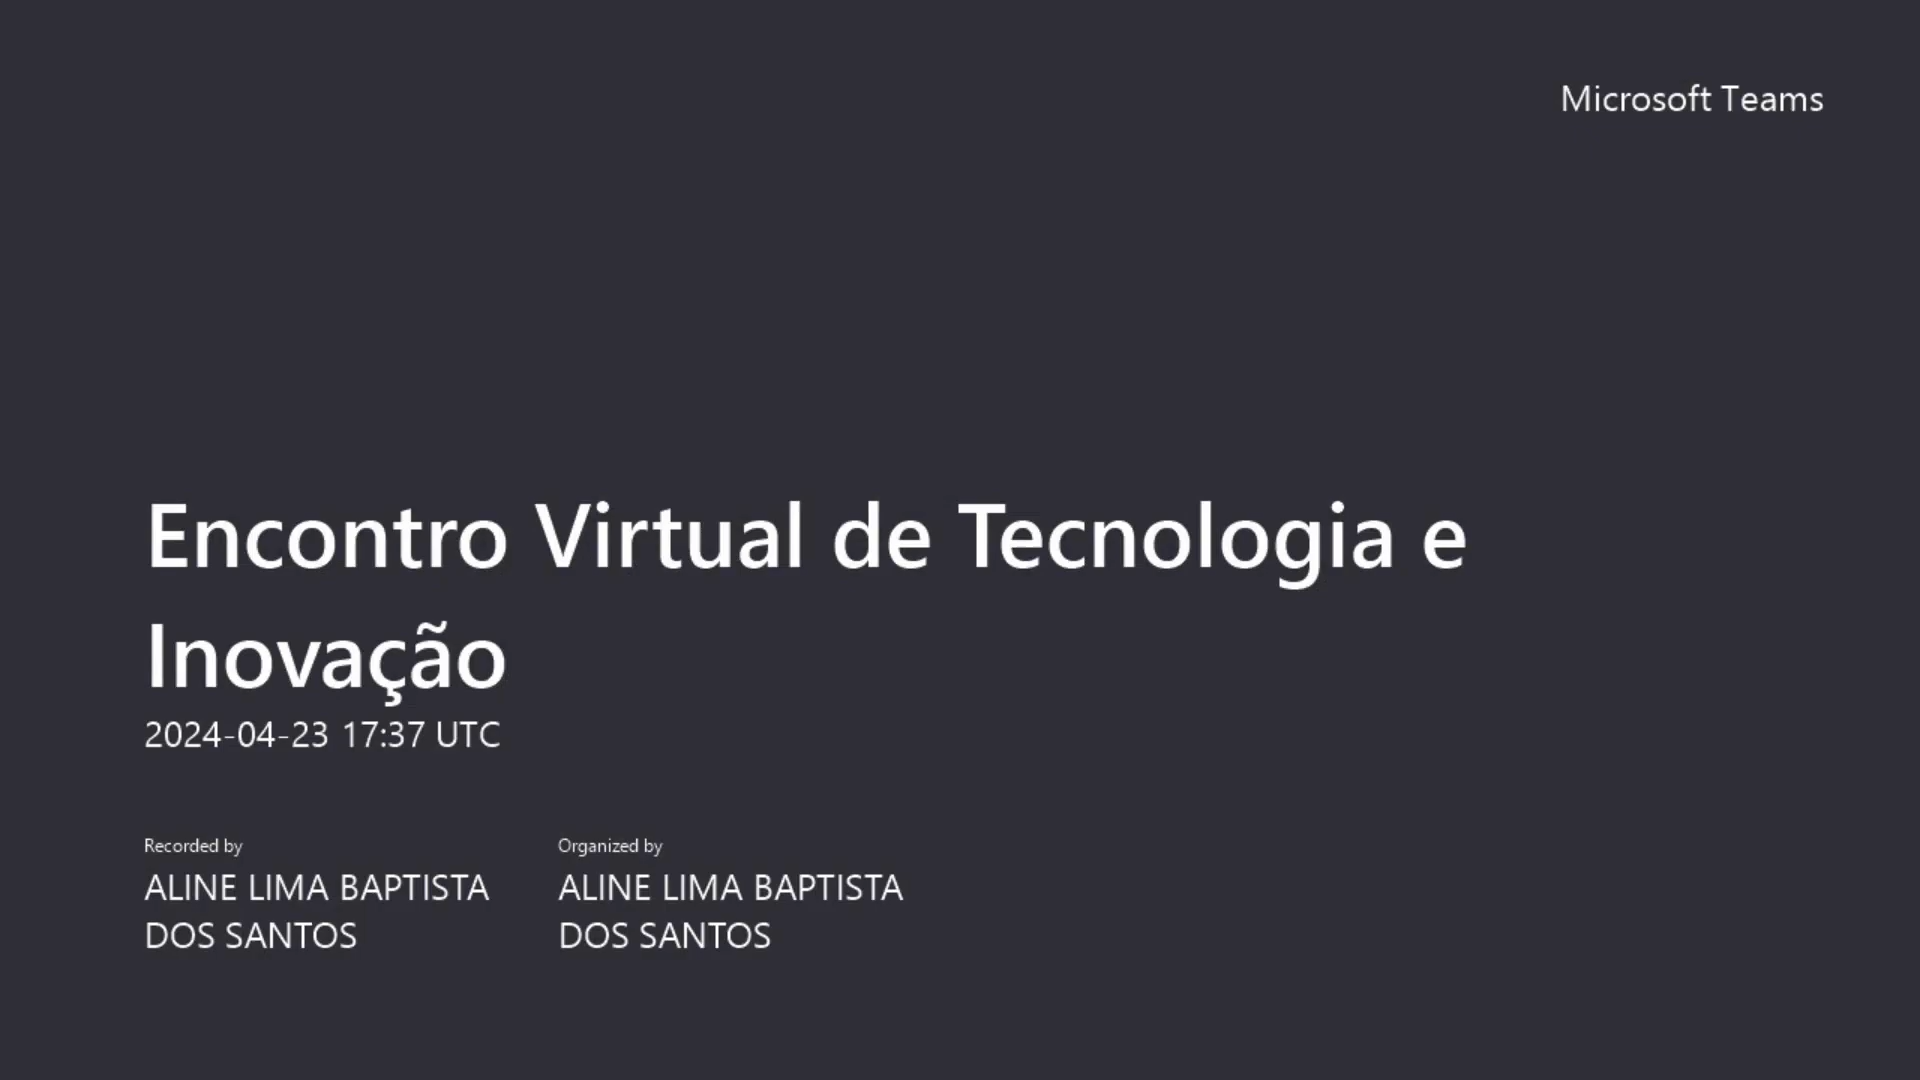 Microsoft Teams
Encontro Virtual de Tecnologia e
Inovação
2024-04-23 17:37 UTC
Recorded by
ALINE LIMA BAPTISTA
DOS SANTOS
Organized by
ALINE LIMA BAPTISTA
DOS SANTOS